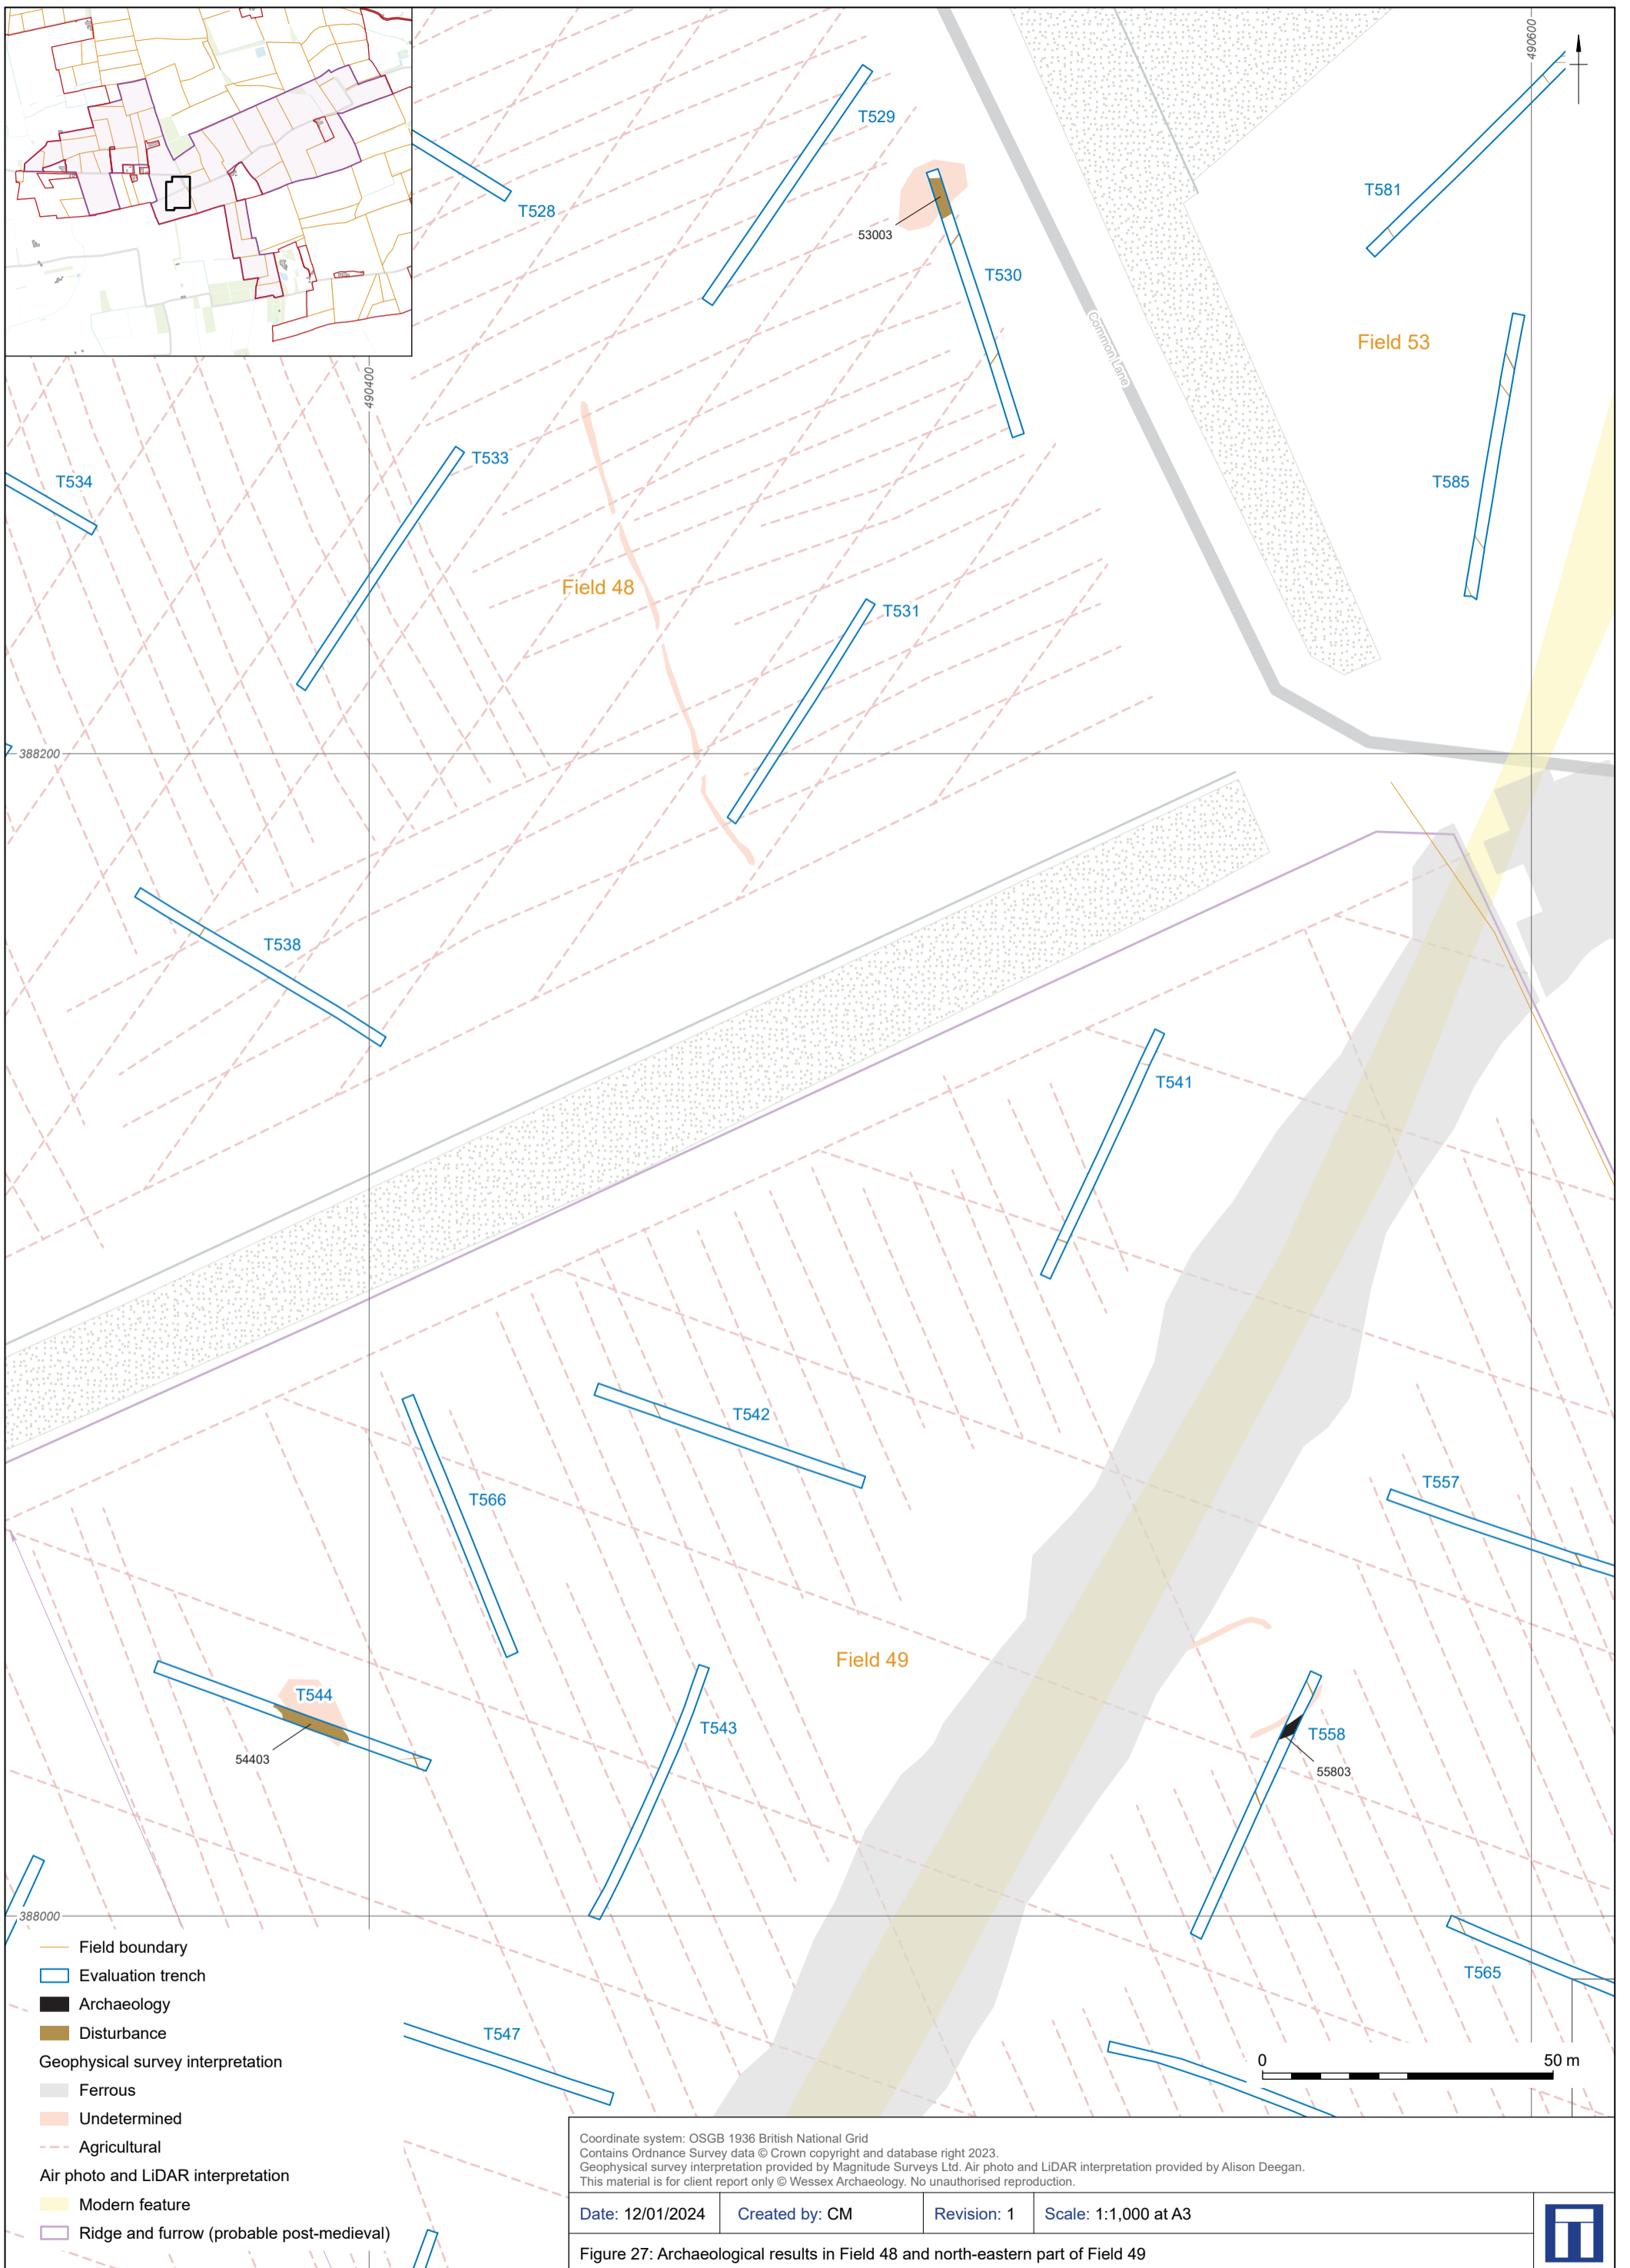 490600
T529
T528
T581
53003
T530
Common Lane
Field 53
490400
T533
T534
T585
Field 48
T531
388200
T538
T541
T542
T566
T557
Field 49
T544
T543
T558
54403
55803
388000
T565
T547
Field boundary
Evaluation trench
Archaeology
Disturbance
Geophysical survey interpretation
Ferrous
Undetermined
Agricultural
Air photo and LiDAR interpretation
Modern feature
Ridge and furrow (probable post-medieval)
0 50 m
Coordinate system: OSGB 1936 British National Grid
Contains Ordnance Survey data © Crown copyright and database right 2023.
Geophysical survey interpretation provided by Magnitude Surveys Ltd. Air photo and LiDAR interpretation provided by Alison Deegan.
This material is for client report only © Wessex Archaeology. No unauthorised reproduction.
Date: 12/01/2024 Created by: CM Revision: 1 Scale: 1:1,000 at A3
Figure 27: Archaeological results in Field 48 and north-eastern part of Field 49